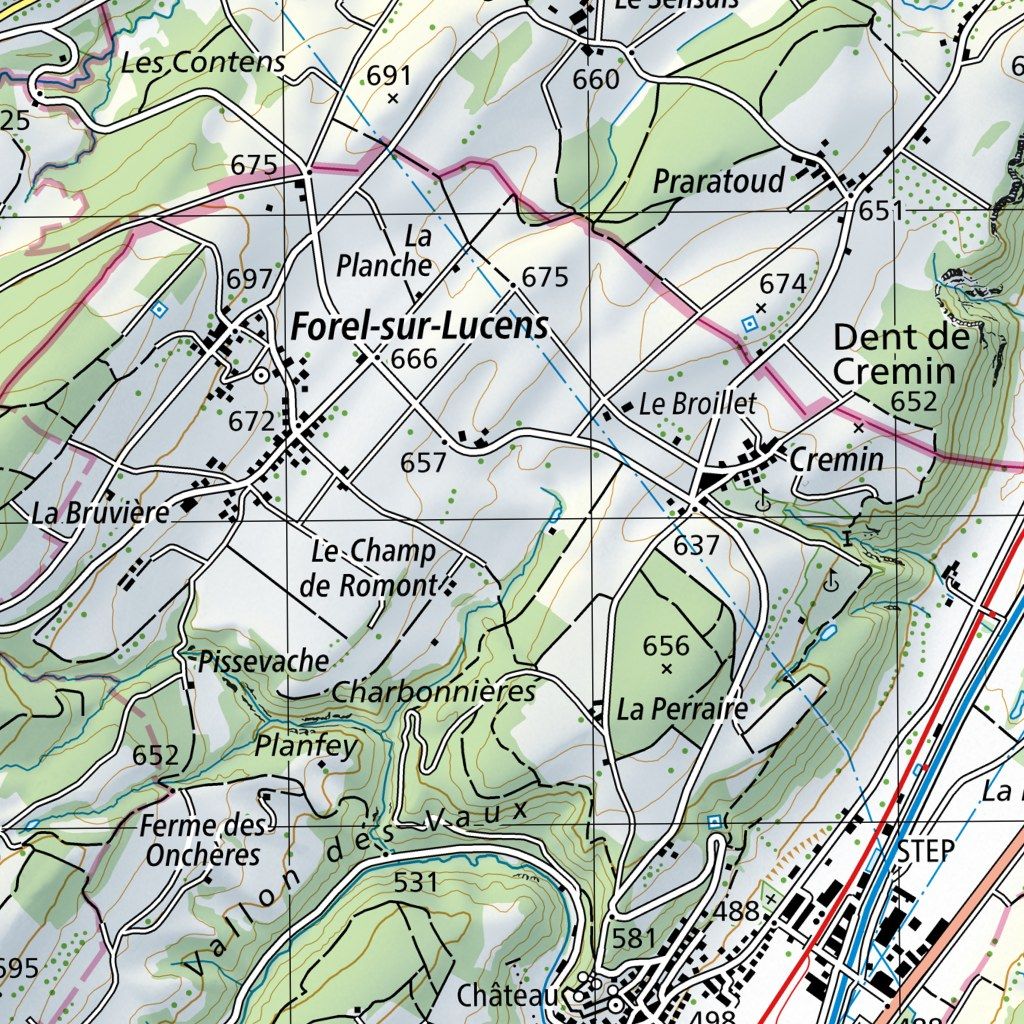 Le Sensuis
Les Contens
691
660
25
675
Praratoud
651
La
Planche
697
675
674
Forel-sur-Lucens
666
Dent de
Cremin
652
Le Broillet
672
657
Cremin
La Bruvière
637
Le Champ
de Romont
656
Pissevache
Charbonnières
La Perraire
Planfey
652
Vallon des Vaux
Ferme des
Onchères
STEP
531
488
581
695
Château
498